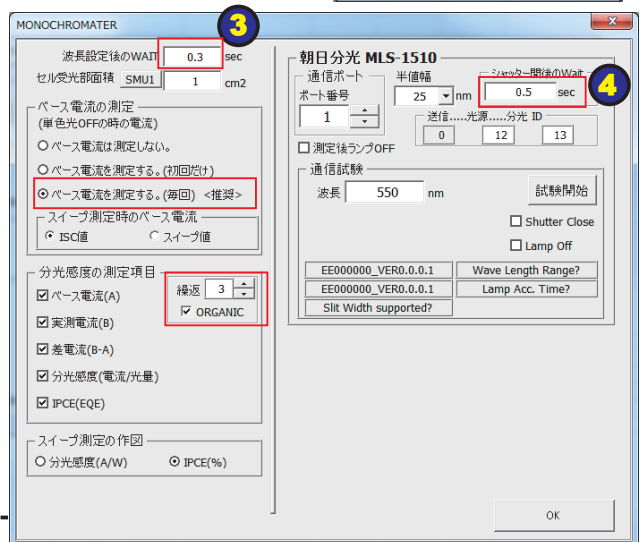 MONOCHROMATER
3
波長設定後のWAIT 0.3 sec
セル受光部面積 SMU1 1 cm2
ベース電流の測定
(単色光OFFの時の電流)
ベース電流は測定しない。
ベース電流を測定する。(初回だけ)
ベース電流を測定する。(毎回) <推奨>
スイープ測定時のベース電流
ISC値 スイープ値
分光感度の測定項目
繰返 3
ORGANIC
ベース電流(A)
実測電流(B)
差電流(B-A)
分光感度(電流/光量)
IPCE(EQE)
スイープ測定の作図
分光感度(A/W) IPCE(%)
朝日分光 MLS-1510
通信ポート
ポート番号
1
半値幅
25 nm
シャッター開後のWait
0.5 sec
4
送信.....光源.....分光 ID
0 12 13
測定後ランプOFF
通信試験
波長 550 nm
試験開始
Shutter Close
Lamp Off
EE000000_VER0.0.0.1 Wave Length Range?
EE000000_VER0.0.0.1 Lamp Acc. Time?
Slit Width supported?
OK